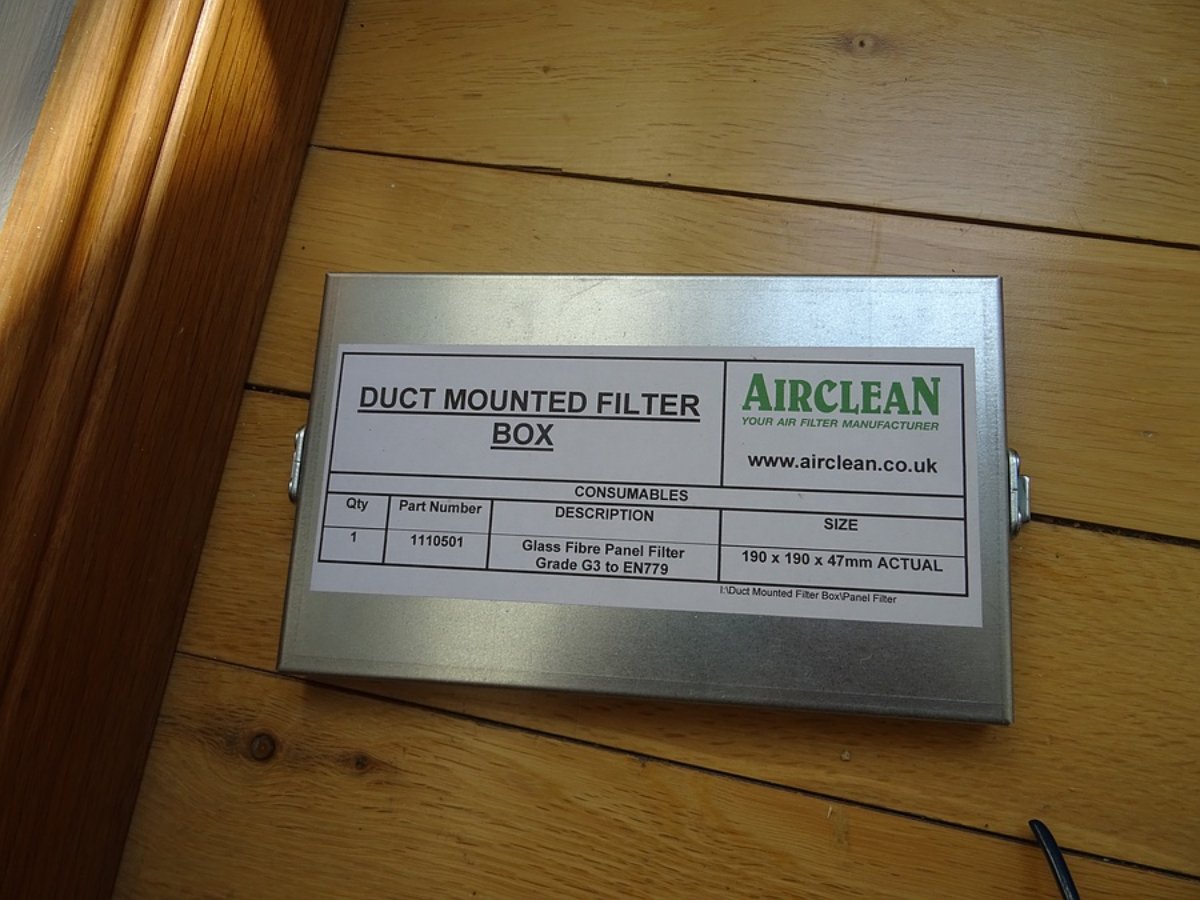 DUCT MOUNTED FILTER
BOX
AIRCLEAN
YOUR AIR FILTER MANUFACTURER
www.airclean.co.uk
CONSUMABLES
Qty Part Number DESCRIPTION SIZE
1 1110501 Glass Fibre Panel Filter 190 x 190 x 47mm ACTUAL
Grade G3 to EN779
I:\Duct Mounted Filter Box\Panel Filter